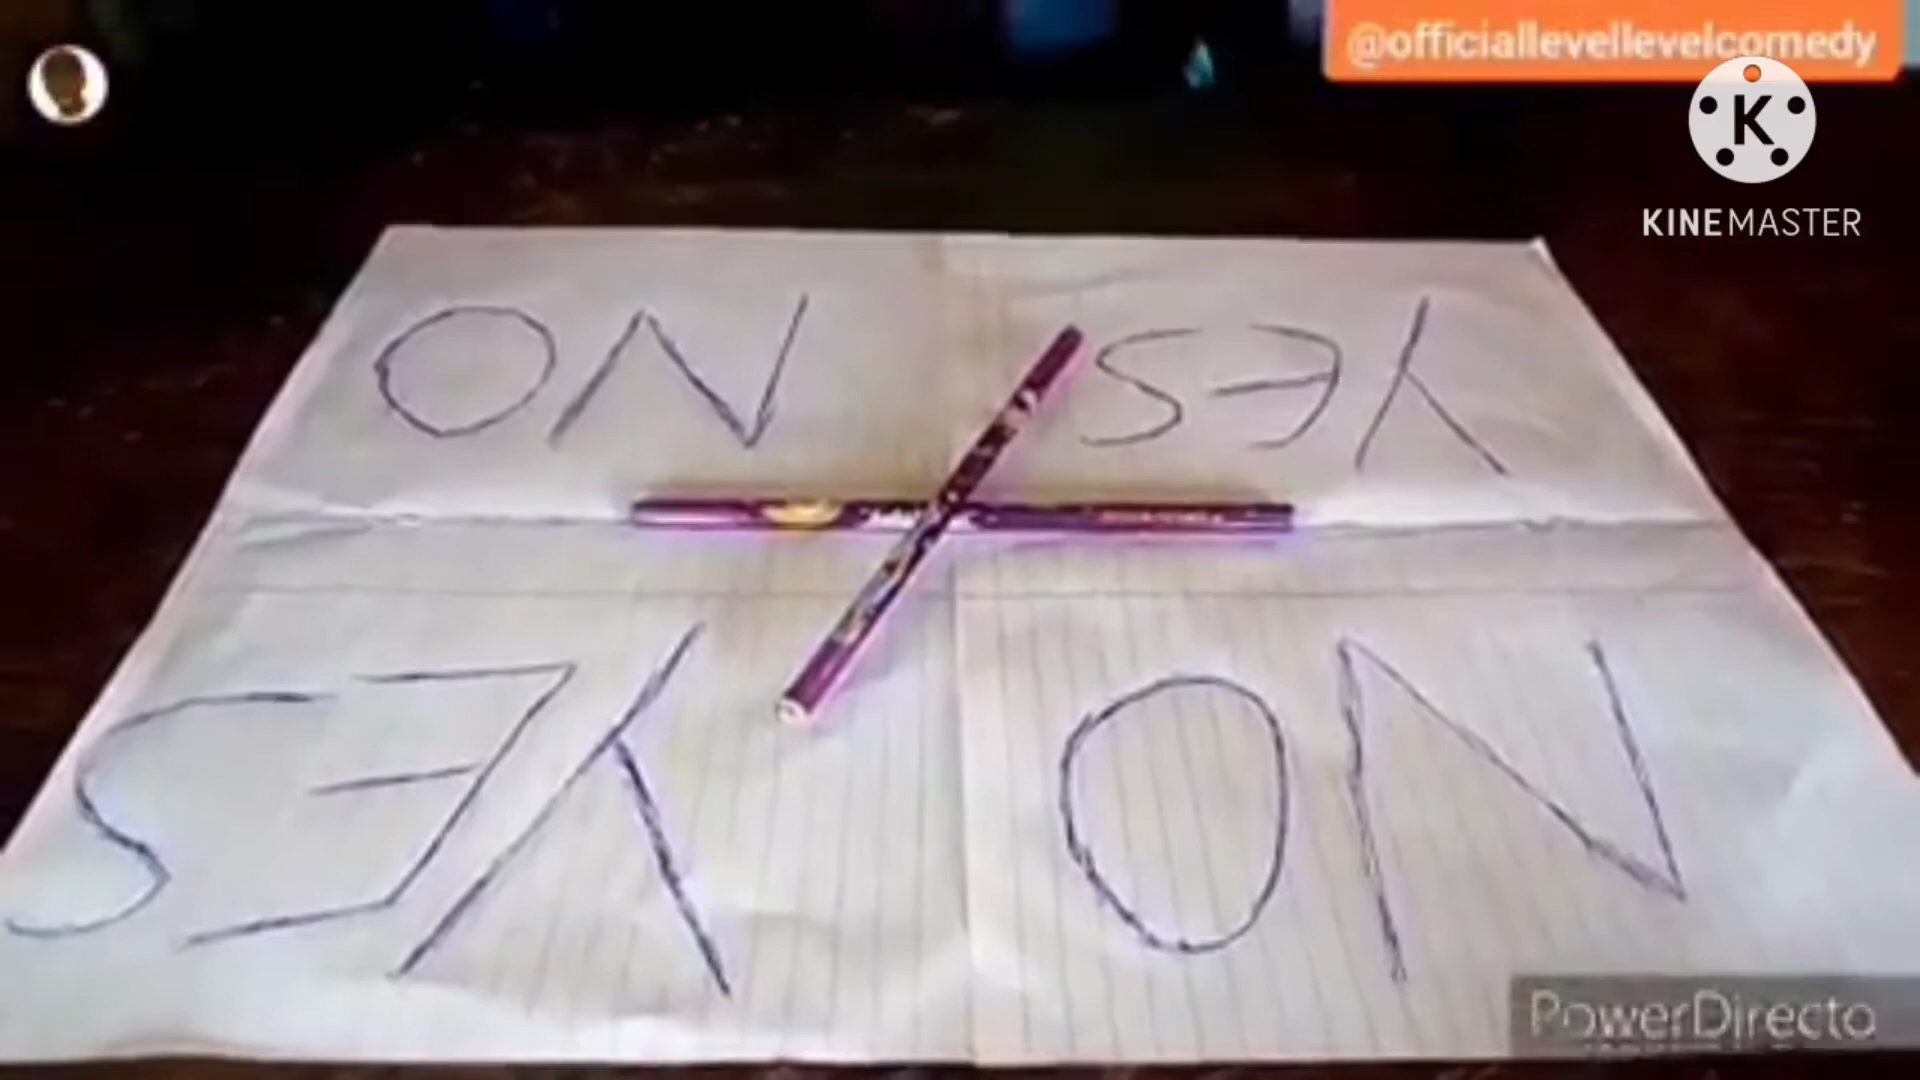 @officiallevellevelcomedy
KINEMASTER
NO
YES
YES
NO
PowerDirecto